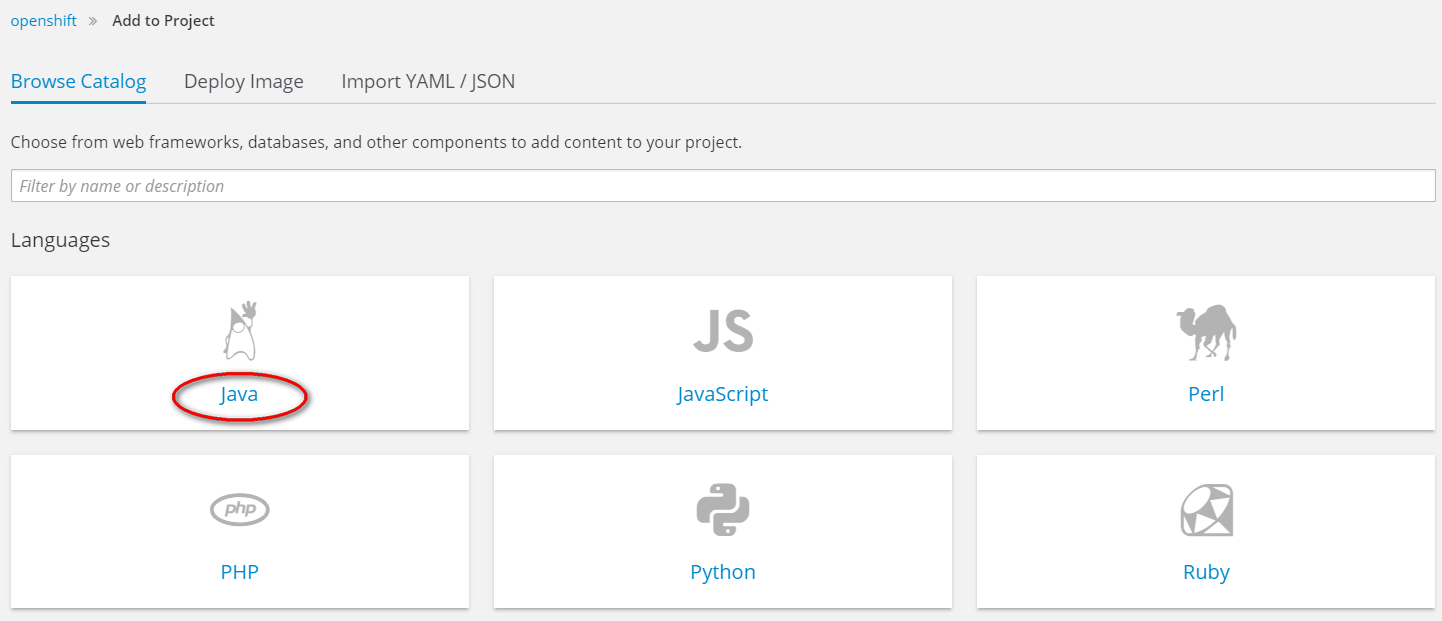 openshift » Add to Project
Browse Catalog Deploy Image Import YAML / JSON
Choose from web frameworks, databases, and other components to add content to your project.
Filter by name or description
Languages
JS
Java JavaScript Perl
php
PHP Python Ruby